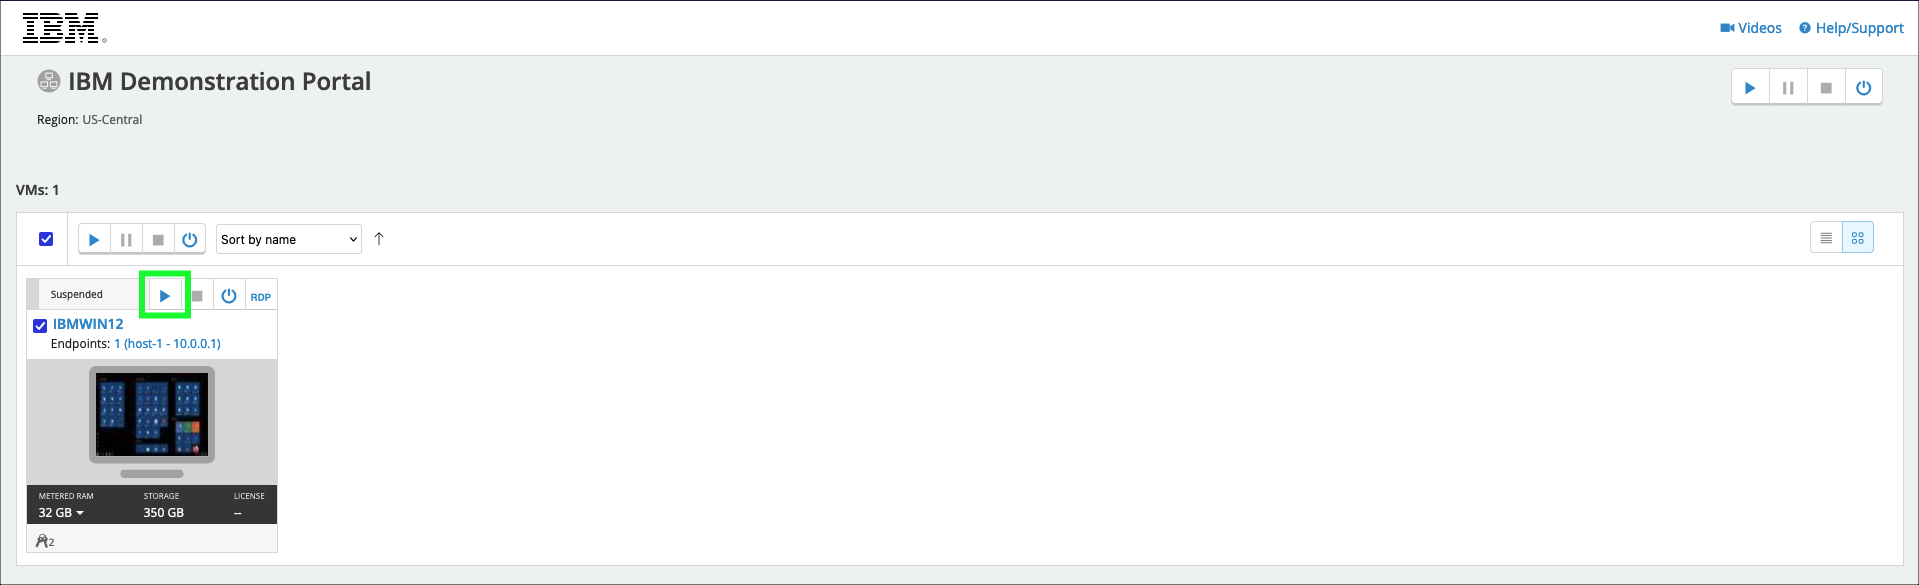 IBM®
Videos
Help/Support
IBM Demonstration Portal
Region: US-Central
VMs: 1
Sort by name
Suspended
RDP
IBMWIN12
Endpoints: 1 (host-1 - 10.0.0.1)
METERED RAM STORAGE LICENSE
32 GB 350 GB --
2